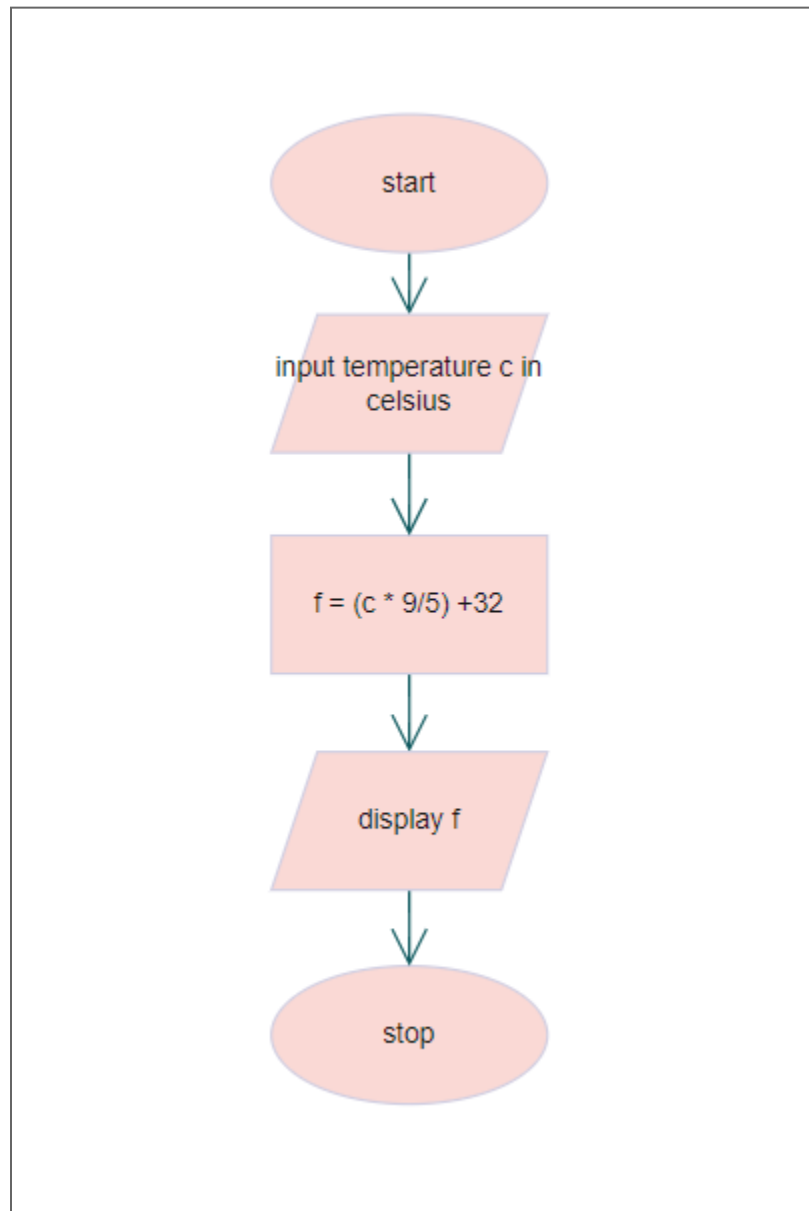 start
input temperature c in
celsius
f = (c * 9/5) +32
display f
stop